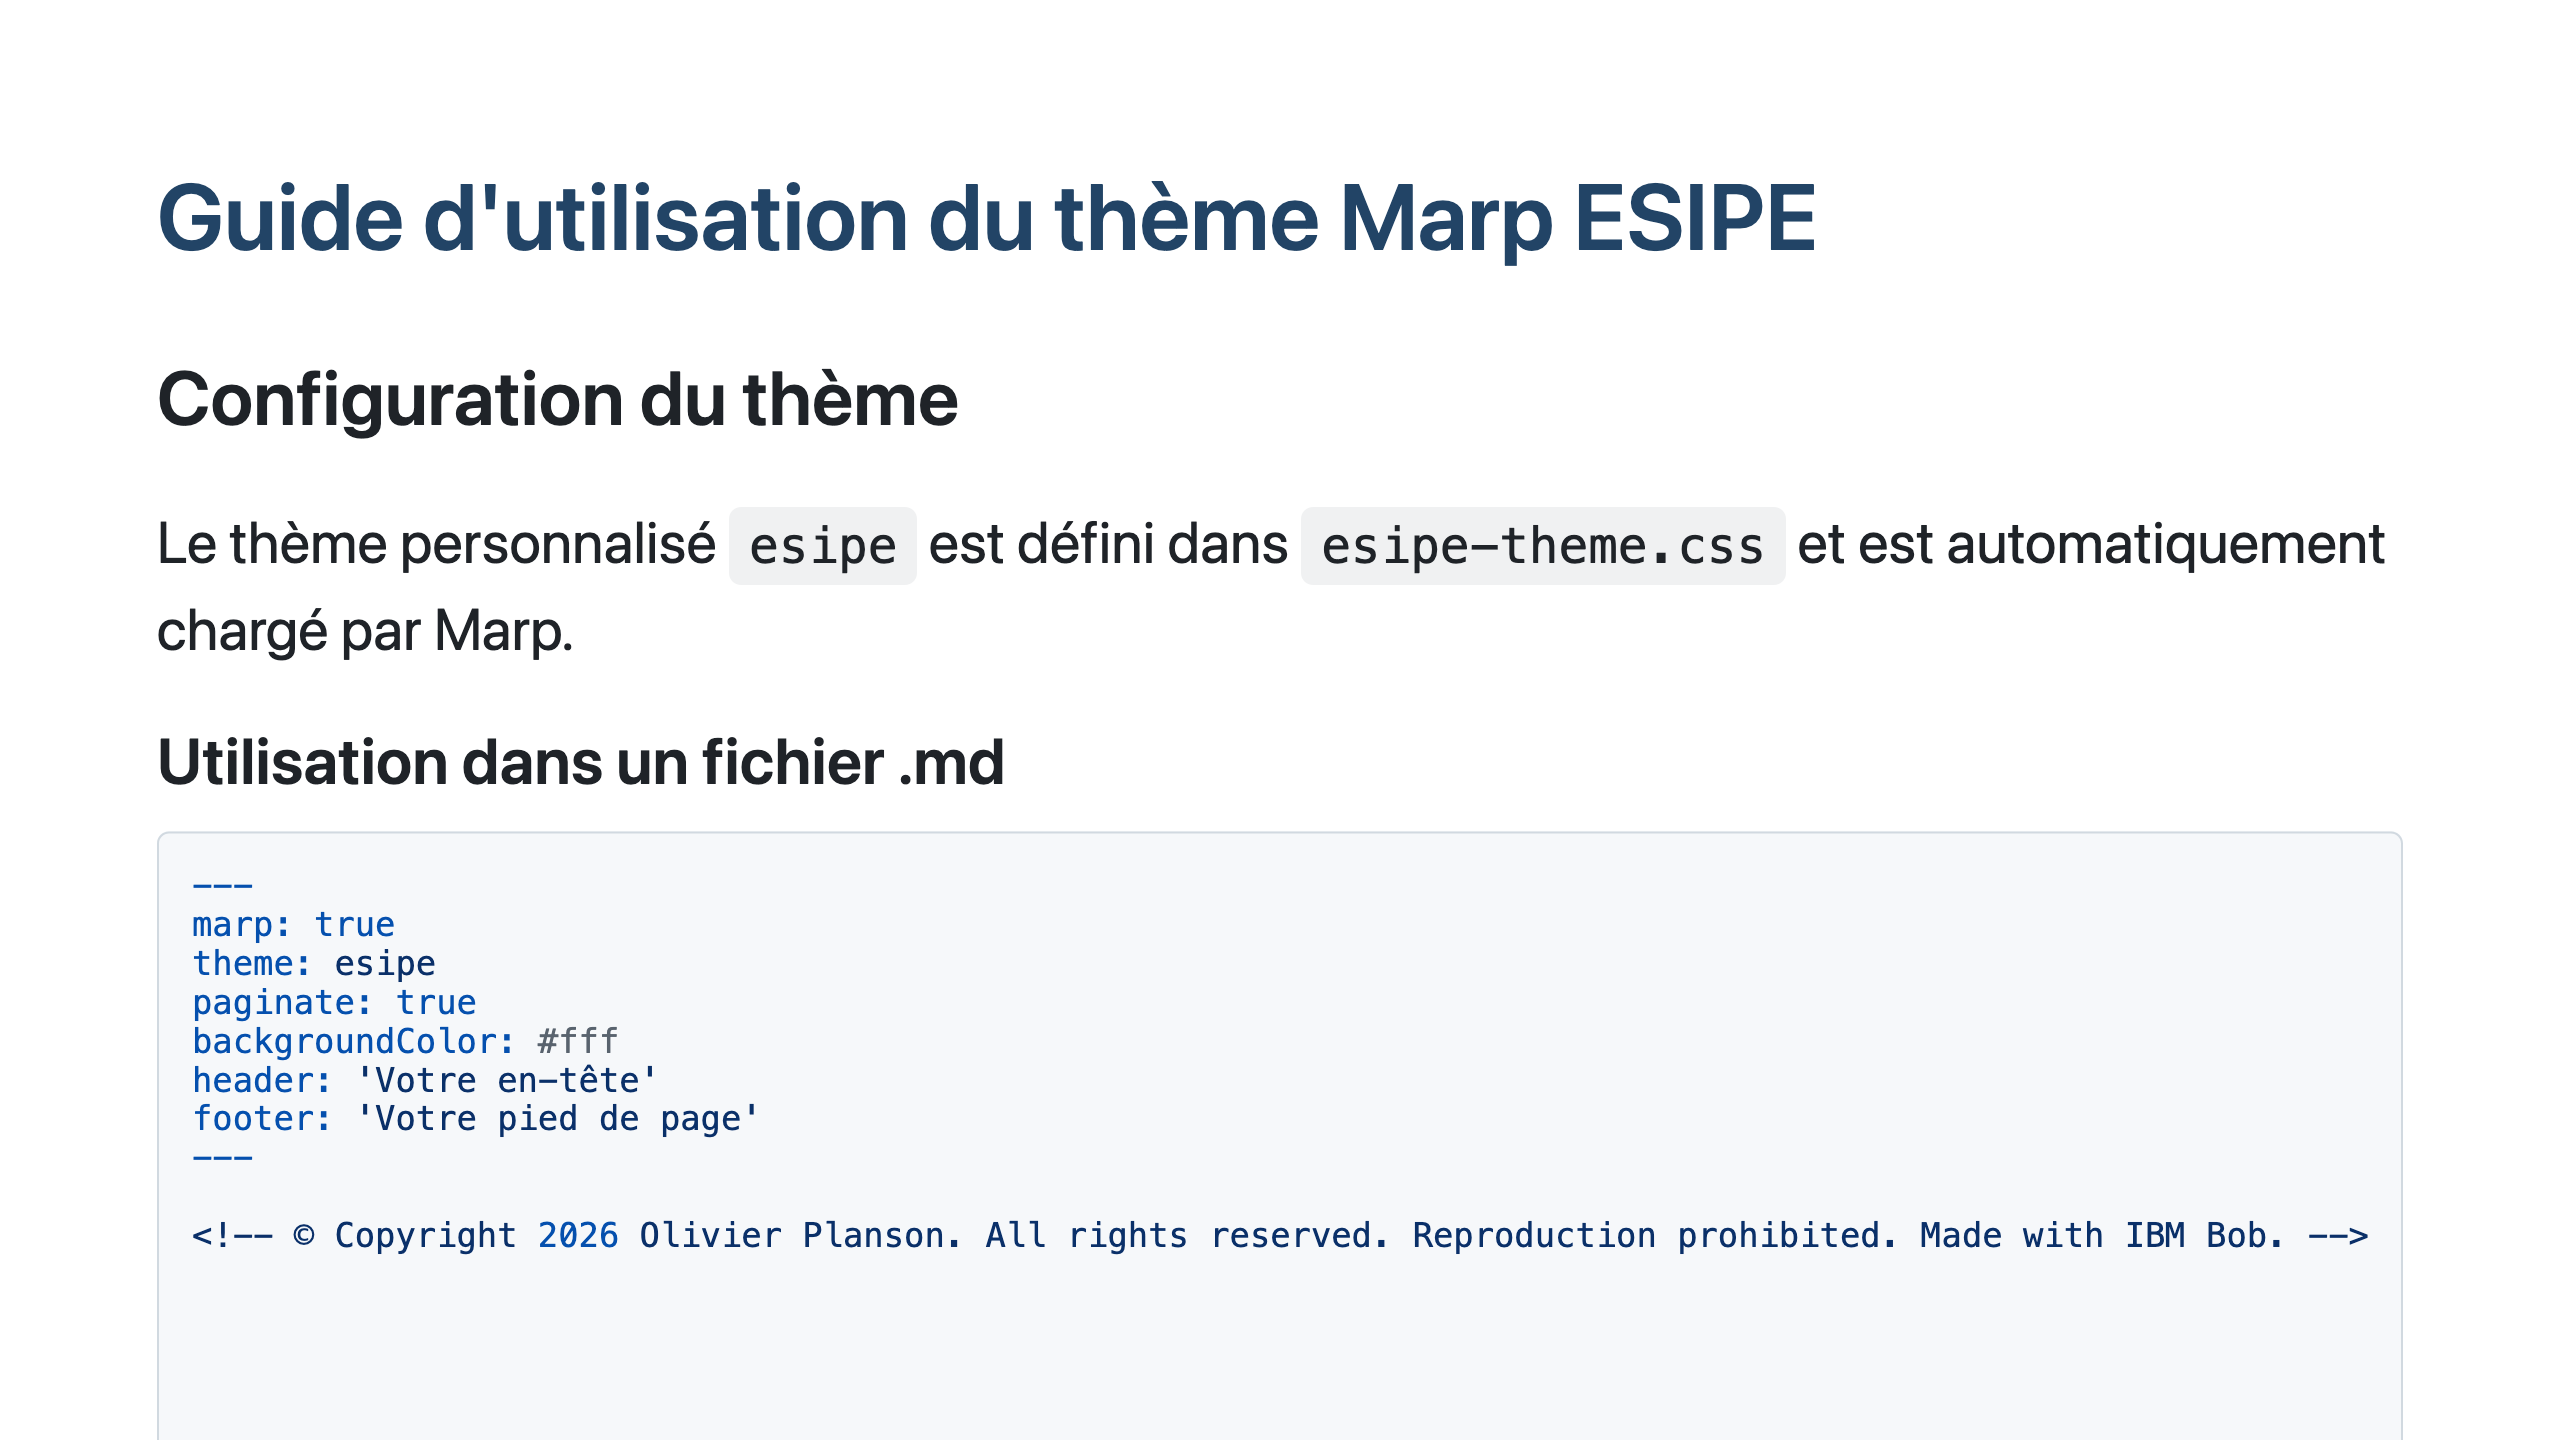 Guide d'utilisation du thème Marp ESIPE
Configuration du thème
Le thème personnalisé esipe est défini dans esipe-theme.css et est automatiquement
chargé par Marp.
Utilisation dans un fichier .md
---
marp: true
theme: esipe
paginate: true
backgroundColor: #fff
header: 'Votre en-tête'
footer: 'Votre pied de page'
---
<!-- © Copyright 2026 Olivier Planson. All rights reserved. Reproduction prohibited. Made with IBM Bob. -->